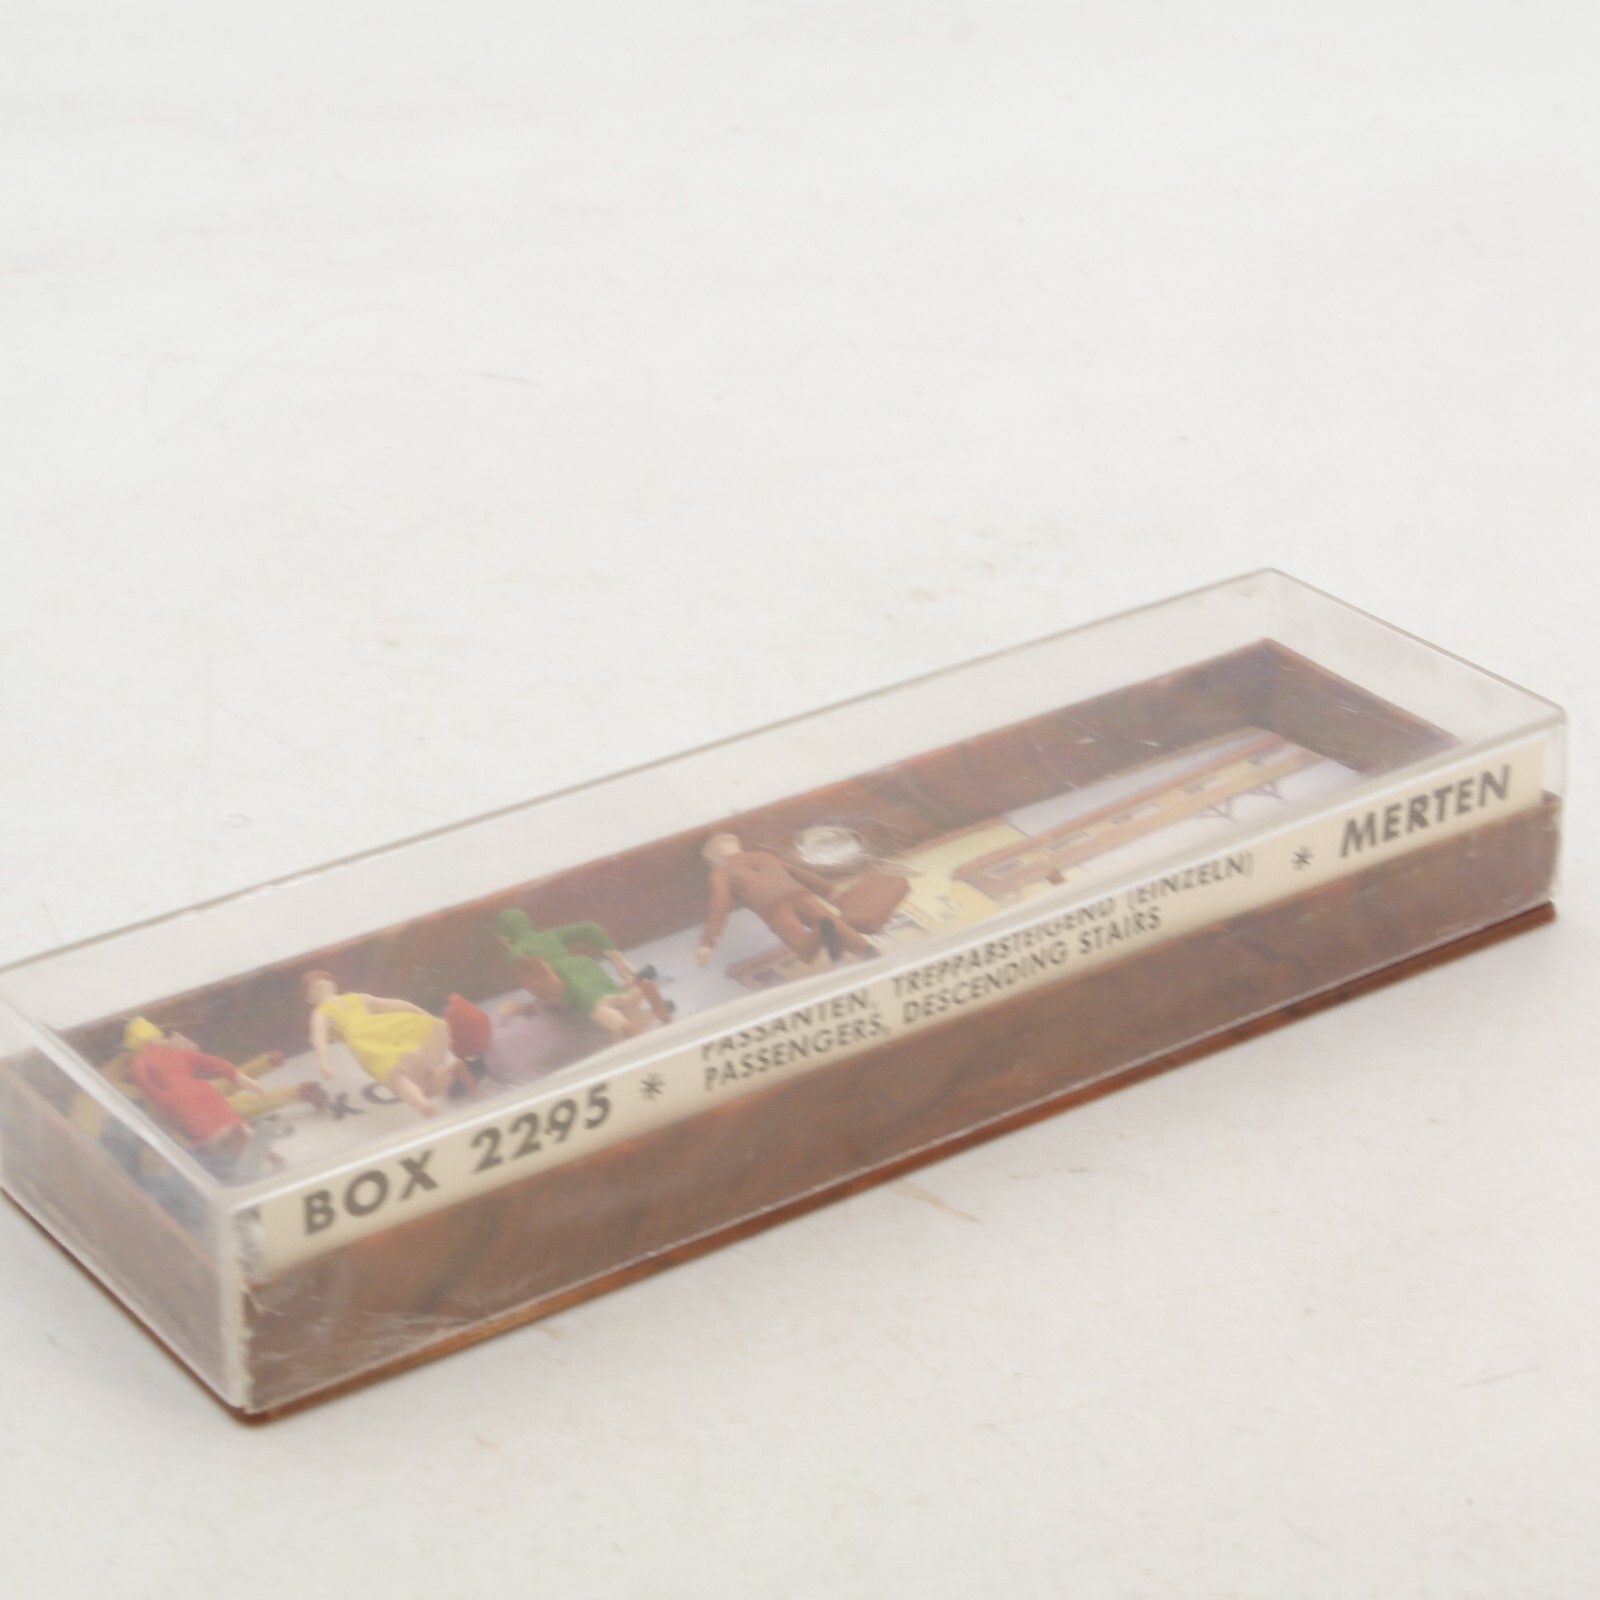 BOX 2295 * PASSANTEN, TREPPABSTEIGEND (EINZELN) * MERTEN
PASSENGERS, DESCENDING STAIRS